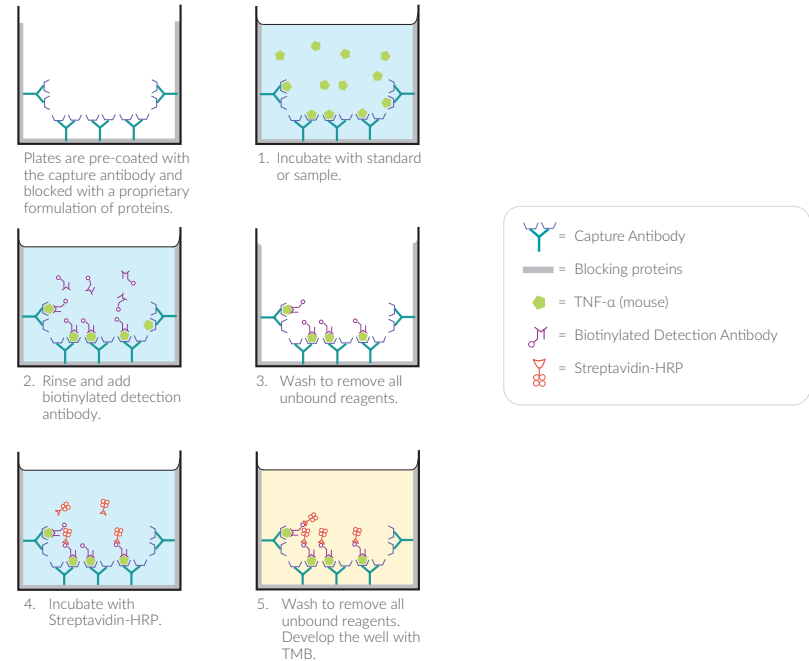 Plates are pre-coated with
the capture antibody and
blocked with a proprietary
formulation of proteins.
1. Incubate with standard
or sample.
2. Rinse and add
biotinylated detection
antibody.
3. Wash to remove all
unbound reagents.
4. Incubate with
Streptavidin-HRP.
5. Wash to remove all
unbound reagents.
Develop the well with
TMB.
= Capture Antibody
= Blocking proteins
= TNF-α (mouse)
= Biotinylated Detection Antibody
= Streptavidin-HRP